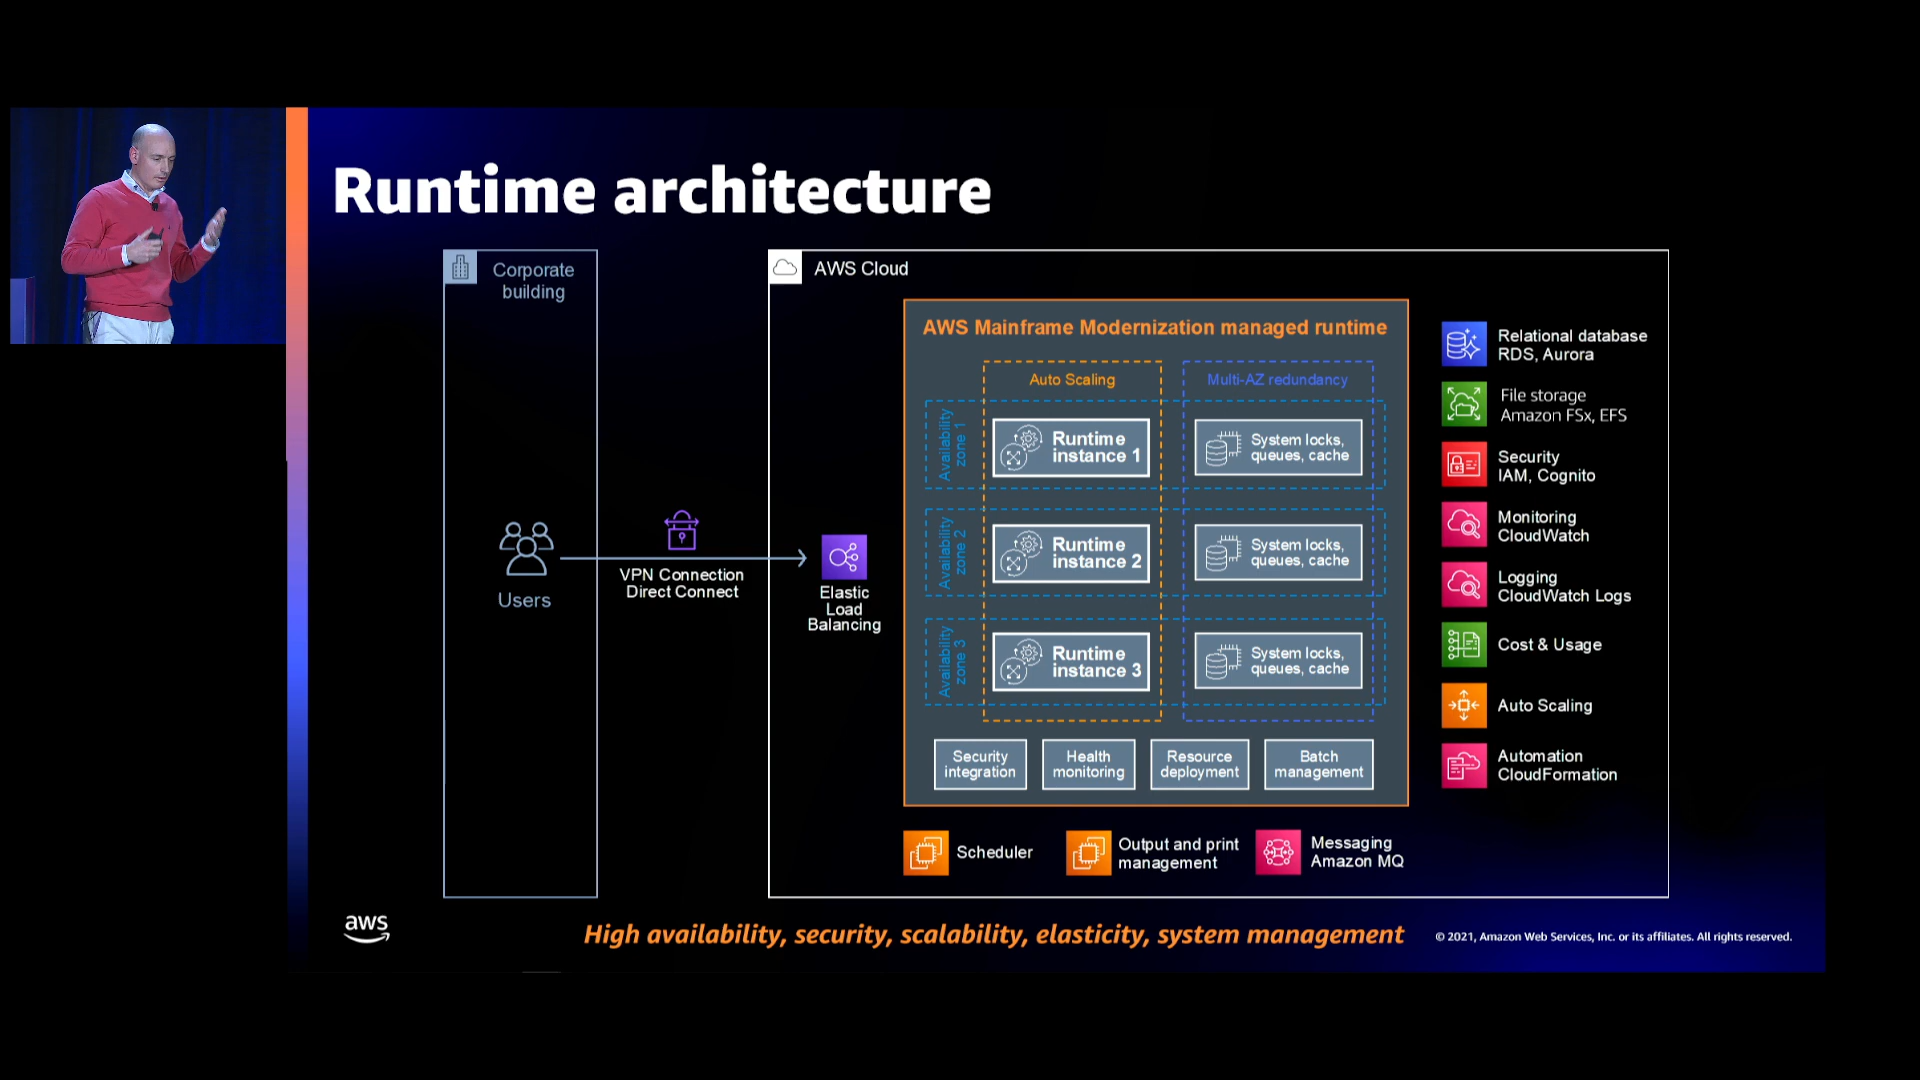 Runtime architecture
Corporate
building
Users
VPN Connection
Direct Connect
AWS Cloud
Elastic
Load
Balancing
AWS Mainframe Modernization managed runtime
Auto Scaling
Multi-AZ redundancy
Availability
zone 1
Runtime
instance 1
System locks,
queues, cache
Availability
zone 2
Runtime
instance 2
System locks,
queues, cache
Availability
zone 3
Runtime
instance 3
System locks,
queues, cache
Security
integration
Health
monitoring
Resource
deployment
Batch
management
Scheduler
Output and print
management
Messaging
Amazon MQ
Relational database
RDS, Aurora
File storage
Amazon FSx, EFS
Security
IAM, Cognito
Monitoring
CloudWatch
Logging
CloudWatch Logs
Cost & Usage
Auto Scaling
Automation
CloudFormation
aws
High availability, security, scalability, elasticity, system management
© 2021, Amazon Web Services, Inc. or its affiliates. All rights reserved.